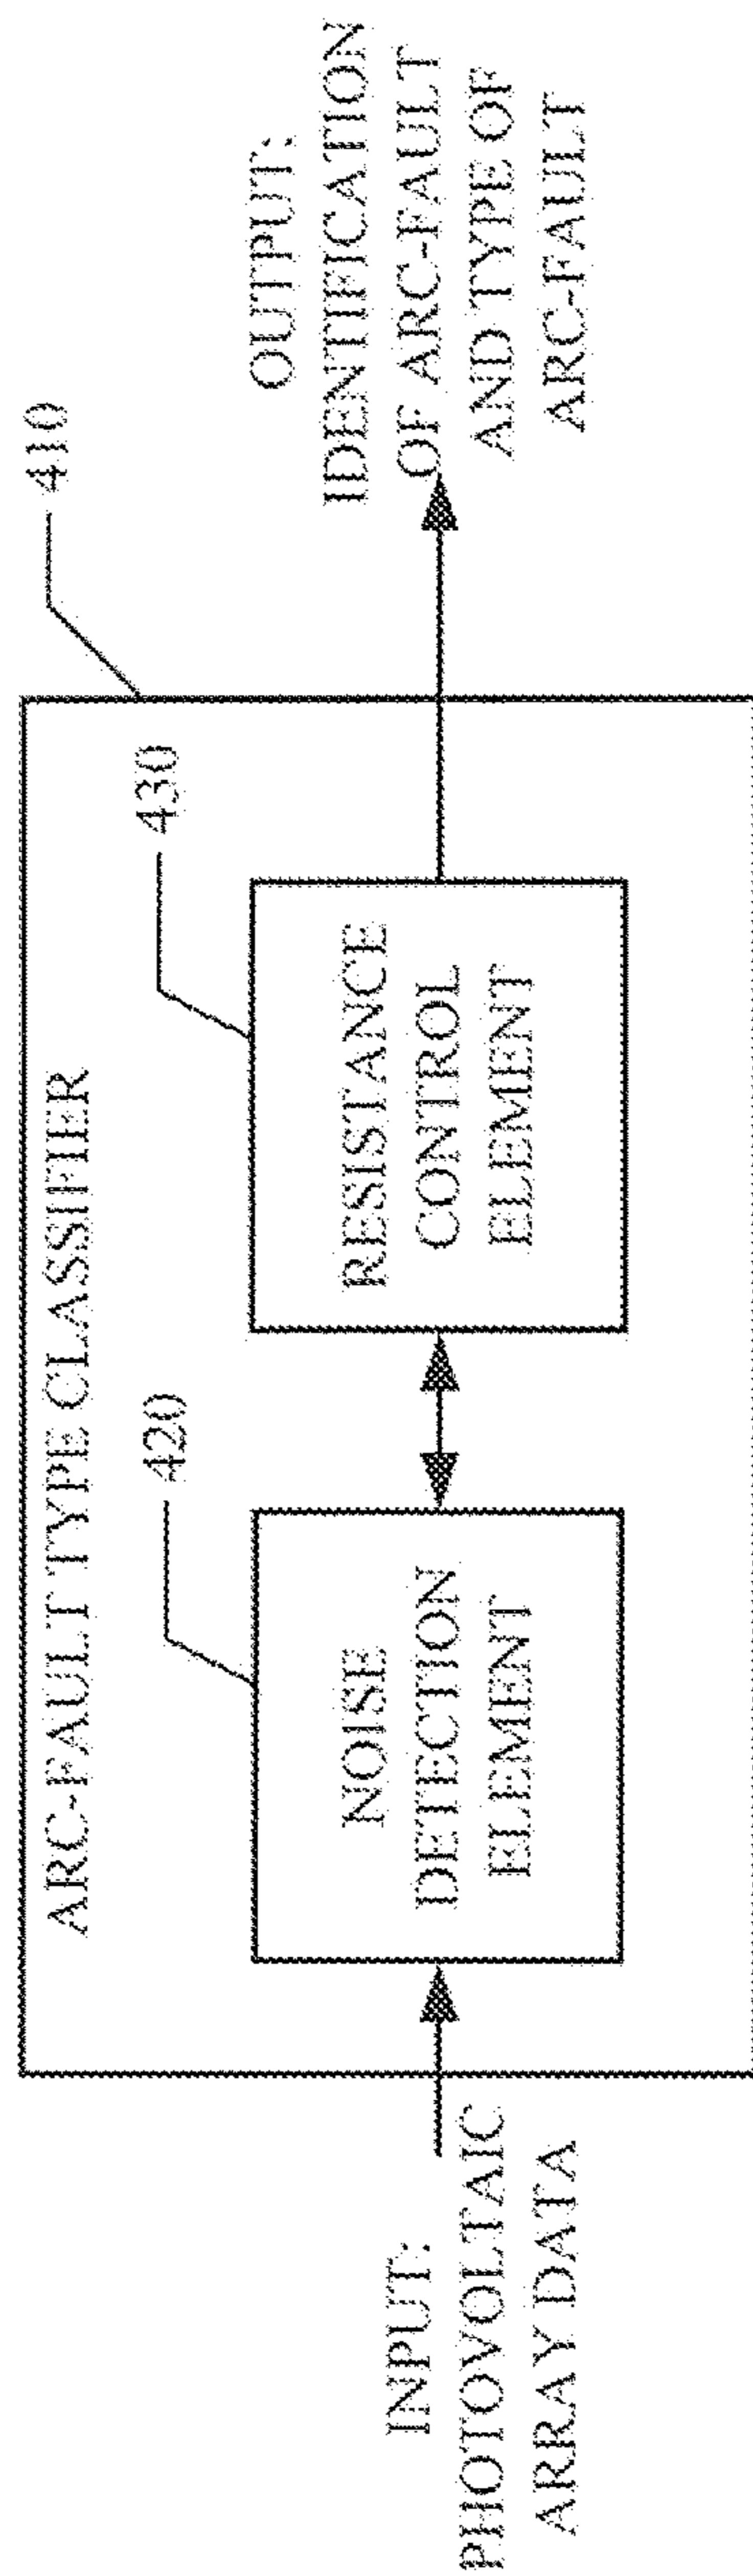 410
ARC-FAULT TYPE CLASSIFIER
420
430
INPUT:
PHOTOVOLTAIC
ARRAY DATA
NOISE
DETECTION
ELEMENT
RESISTANCE
CONTROL
ELEMENT
OUTPUT:
IDENTIFICATION
OF ARC-FAULT
AND TYPE OF
ARC-FAULT